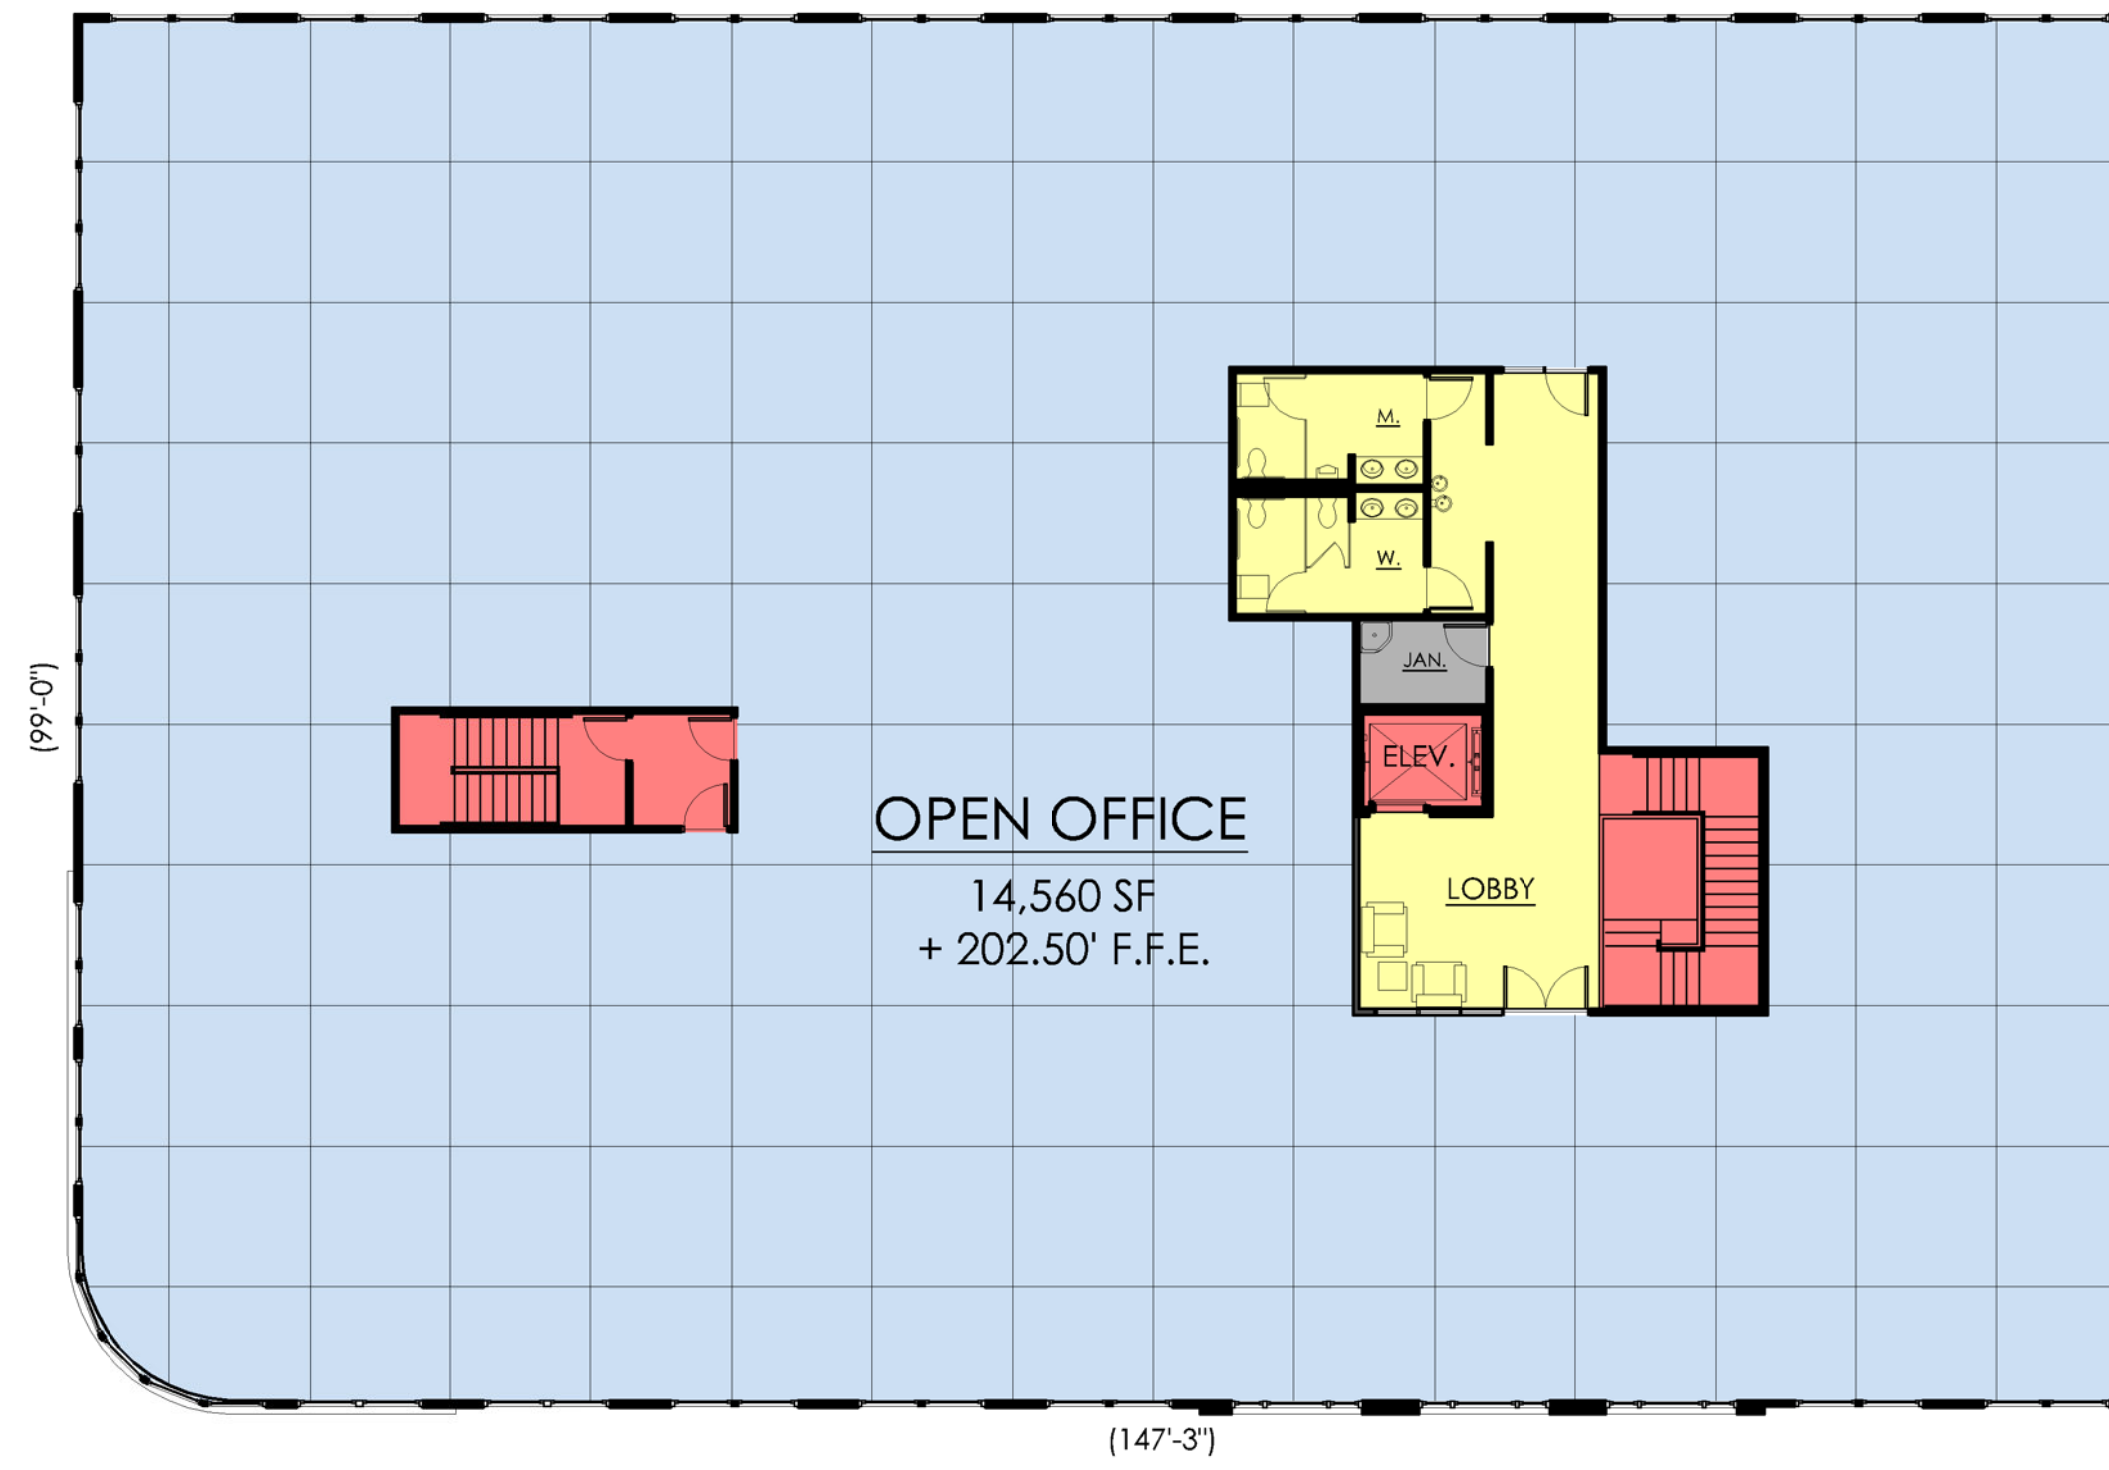 M.
W.
JAN.
(99'-0")
ELEV.
OPEN OFFICE
14,560 SF
+ 202.50' F.F.E.
LOBBY
(147'-3")